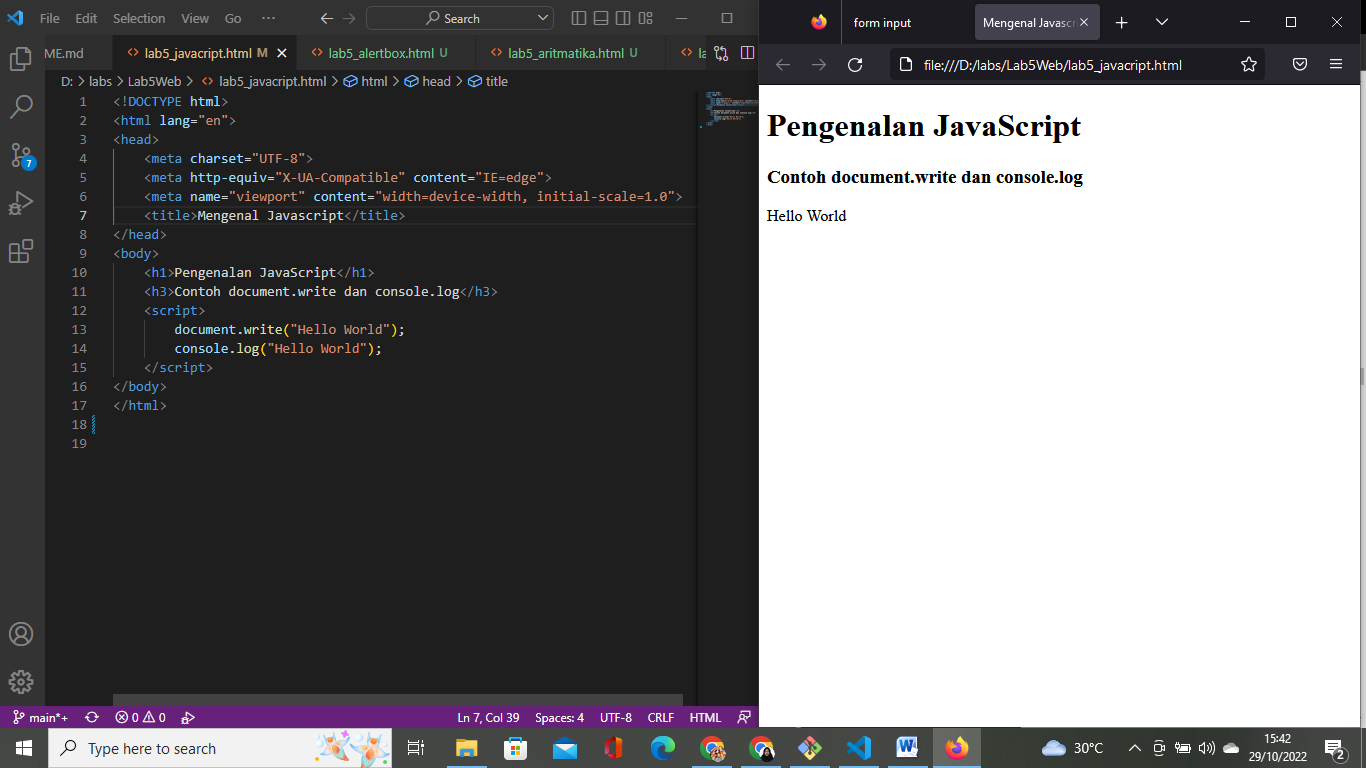 File Edit Selection View Go ··· Search
ME.md lab5_javacript.html M lab5_alertbox.html U lab5_aritmatika.html U la
D: > labs > Lab5Web > lab5_javacript.html > html > head > title
1 <!DOCTYPE html>
2 <html lang="en">
3 <head>
4 <meta charset="UTF-8">
5 <meta http-equiv="X-UA-Compatible" content="IE=edge">
6 <meta name="viewport" content="width=device-width, initial-scale=1.0">
7 <title>Mengenal Javascript</title>
8 </head>
9 <body>
10 <h1>Pengenalan JavaScript</h1>
11 <h3>Contoh document.write dan console.log</h3>
12 <script>
13 document.write("Hello World");
14 console.log("Hello World");
15 </script>
16 </body>
17 </html>
18
19
7
main*+ 0 0 Ln 7, Col 39 Spaces: 4 UTF-8 CRLF HTML
form input Mengenal Javascr
file:///D:/labs/Lab5Web/lab5_javacript.html
Pengenalan JavaScript
Contoh document.write dan console.log
Hello World
Type here to search 30°C 15:42
29/10/2022 2